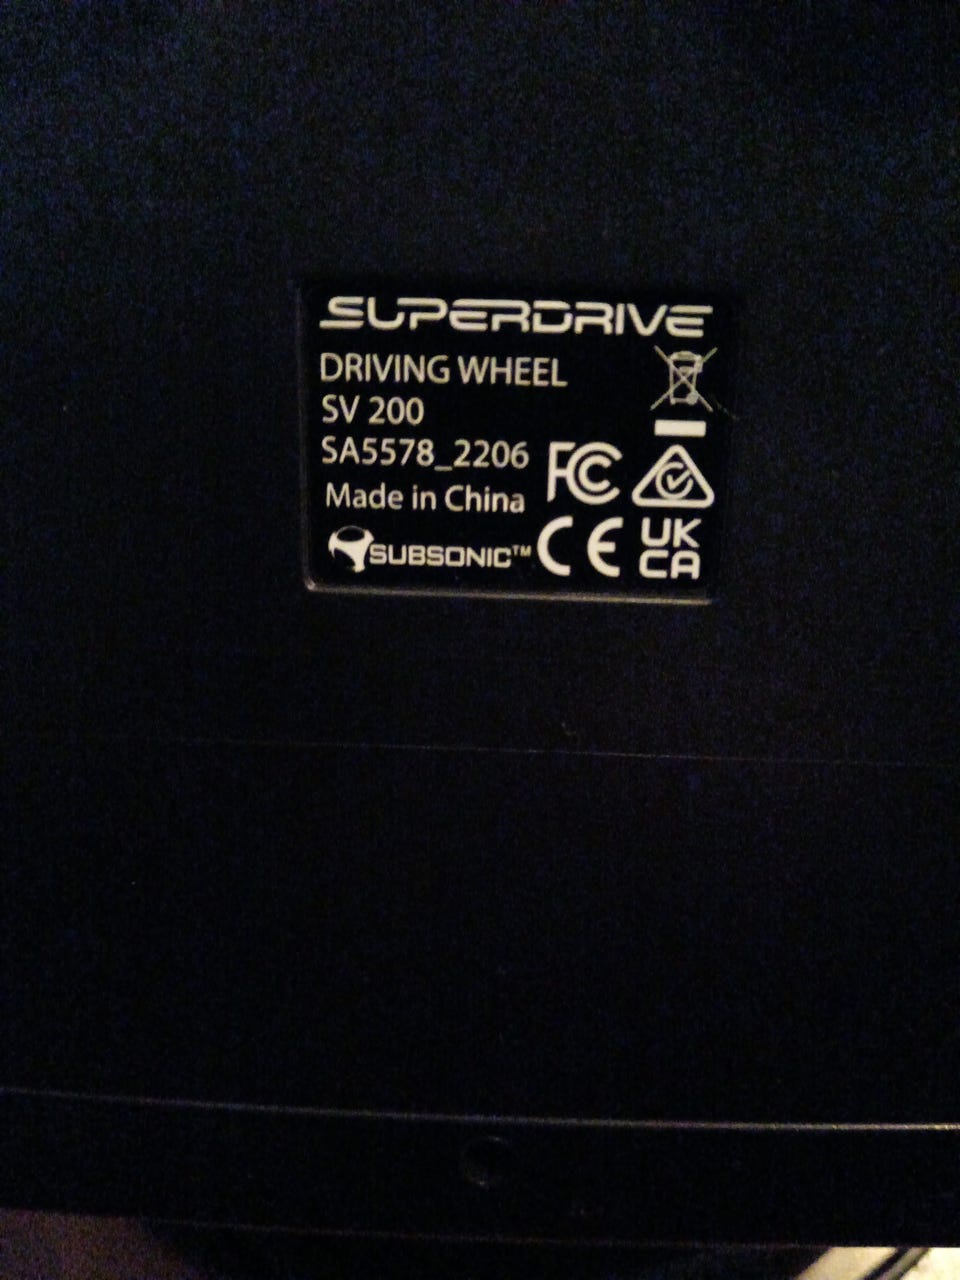 SUPERDRIVE
DRIVING WHEEL
SV 200
SA5578_2206
Made in China
FC
SUBSONIC™
CE
UK
CA